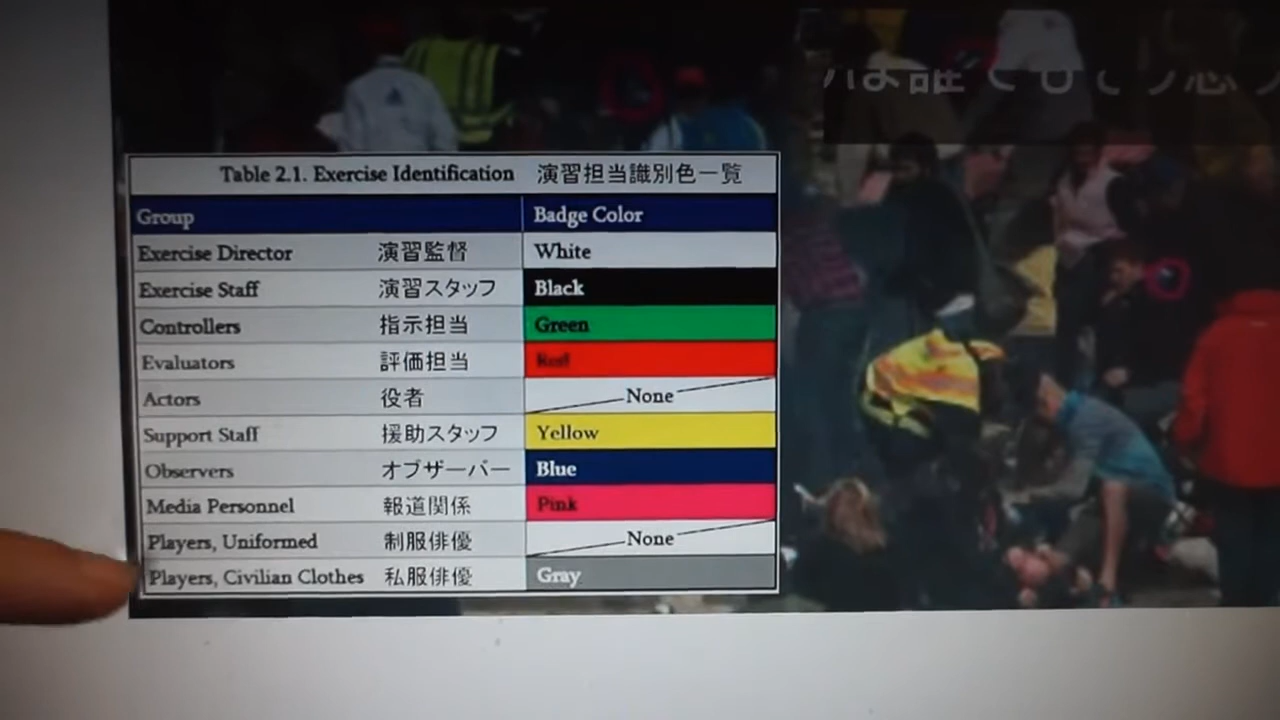 Table 2.1. Exercise Identification 演習担当識別色一覧
Group Badge Color
Exercise Director 演習監督 White
Exercise Staff 演習スタッフ Black
Controllers 指示担当 Green
Evaluators 評価担当 Red
Actors 役者 None
Support Staff 援助スタッフ Yellow
Observers オブザーバー Blue
Media Personnel 報道関係 Pink
Players, Uniformed 制服俳優 None
Players, Civilian Clothes 私服俳優 Gray